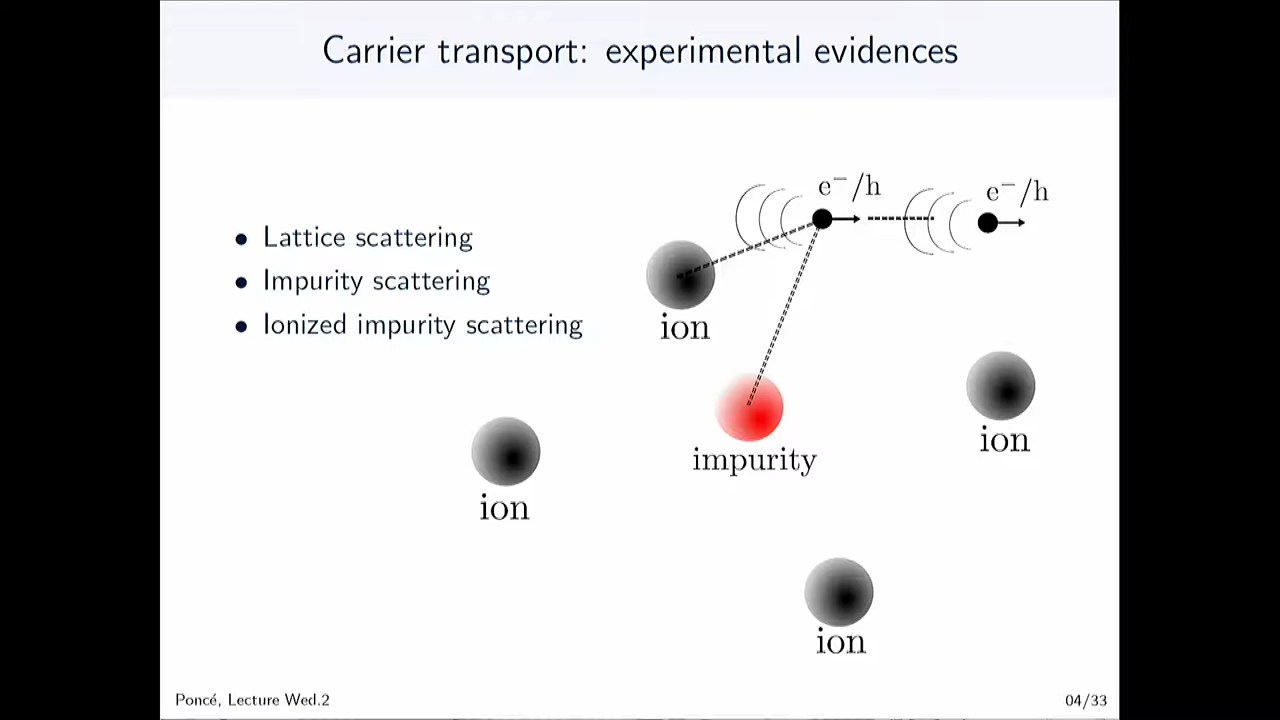 Carrier transport: experimental evidences
• Lattice scattering
• Impurity scattering
• Ionized impurity scattering
e⁻/h
e⁻/h
ion
impurity
ion
ion
ion
Poncé, Lecture Wed.2
04/33